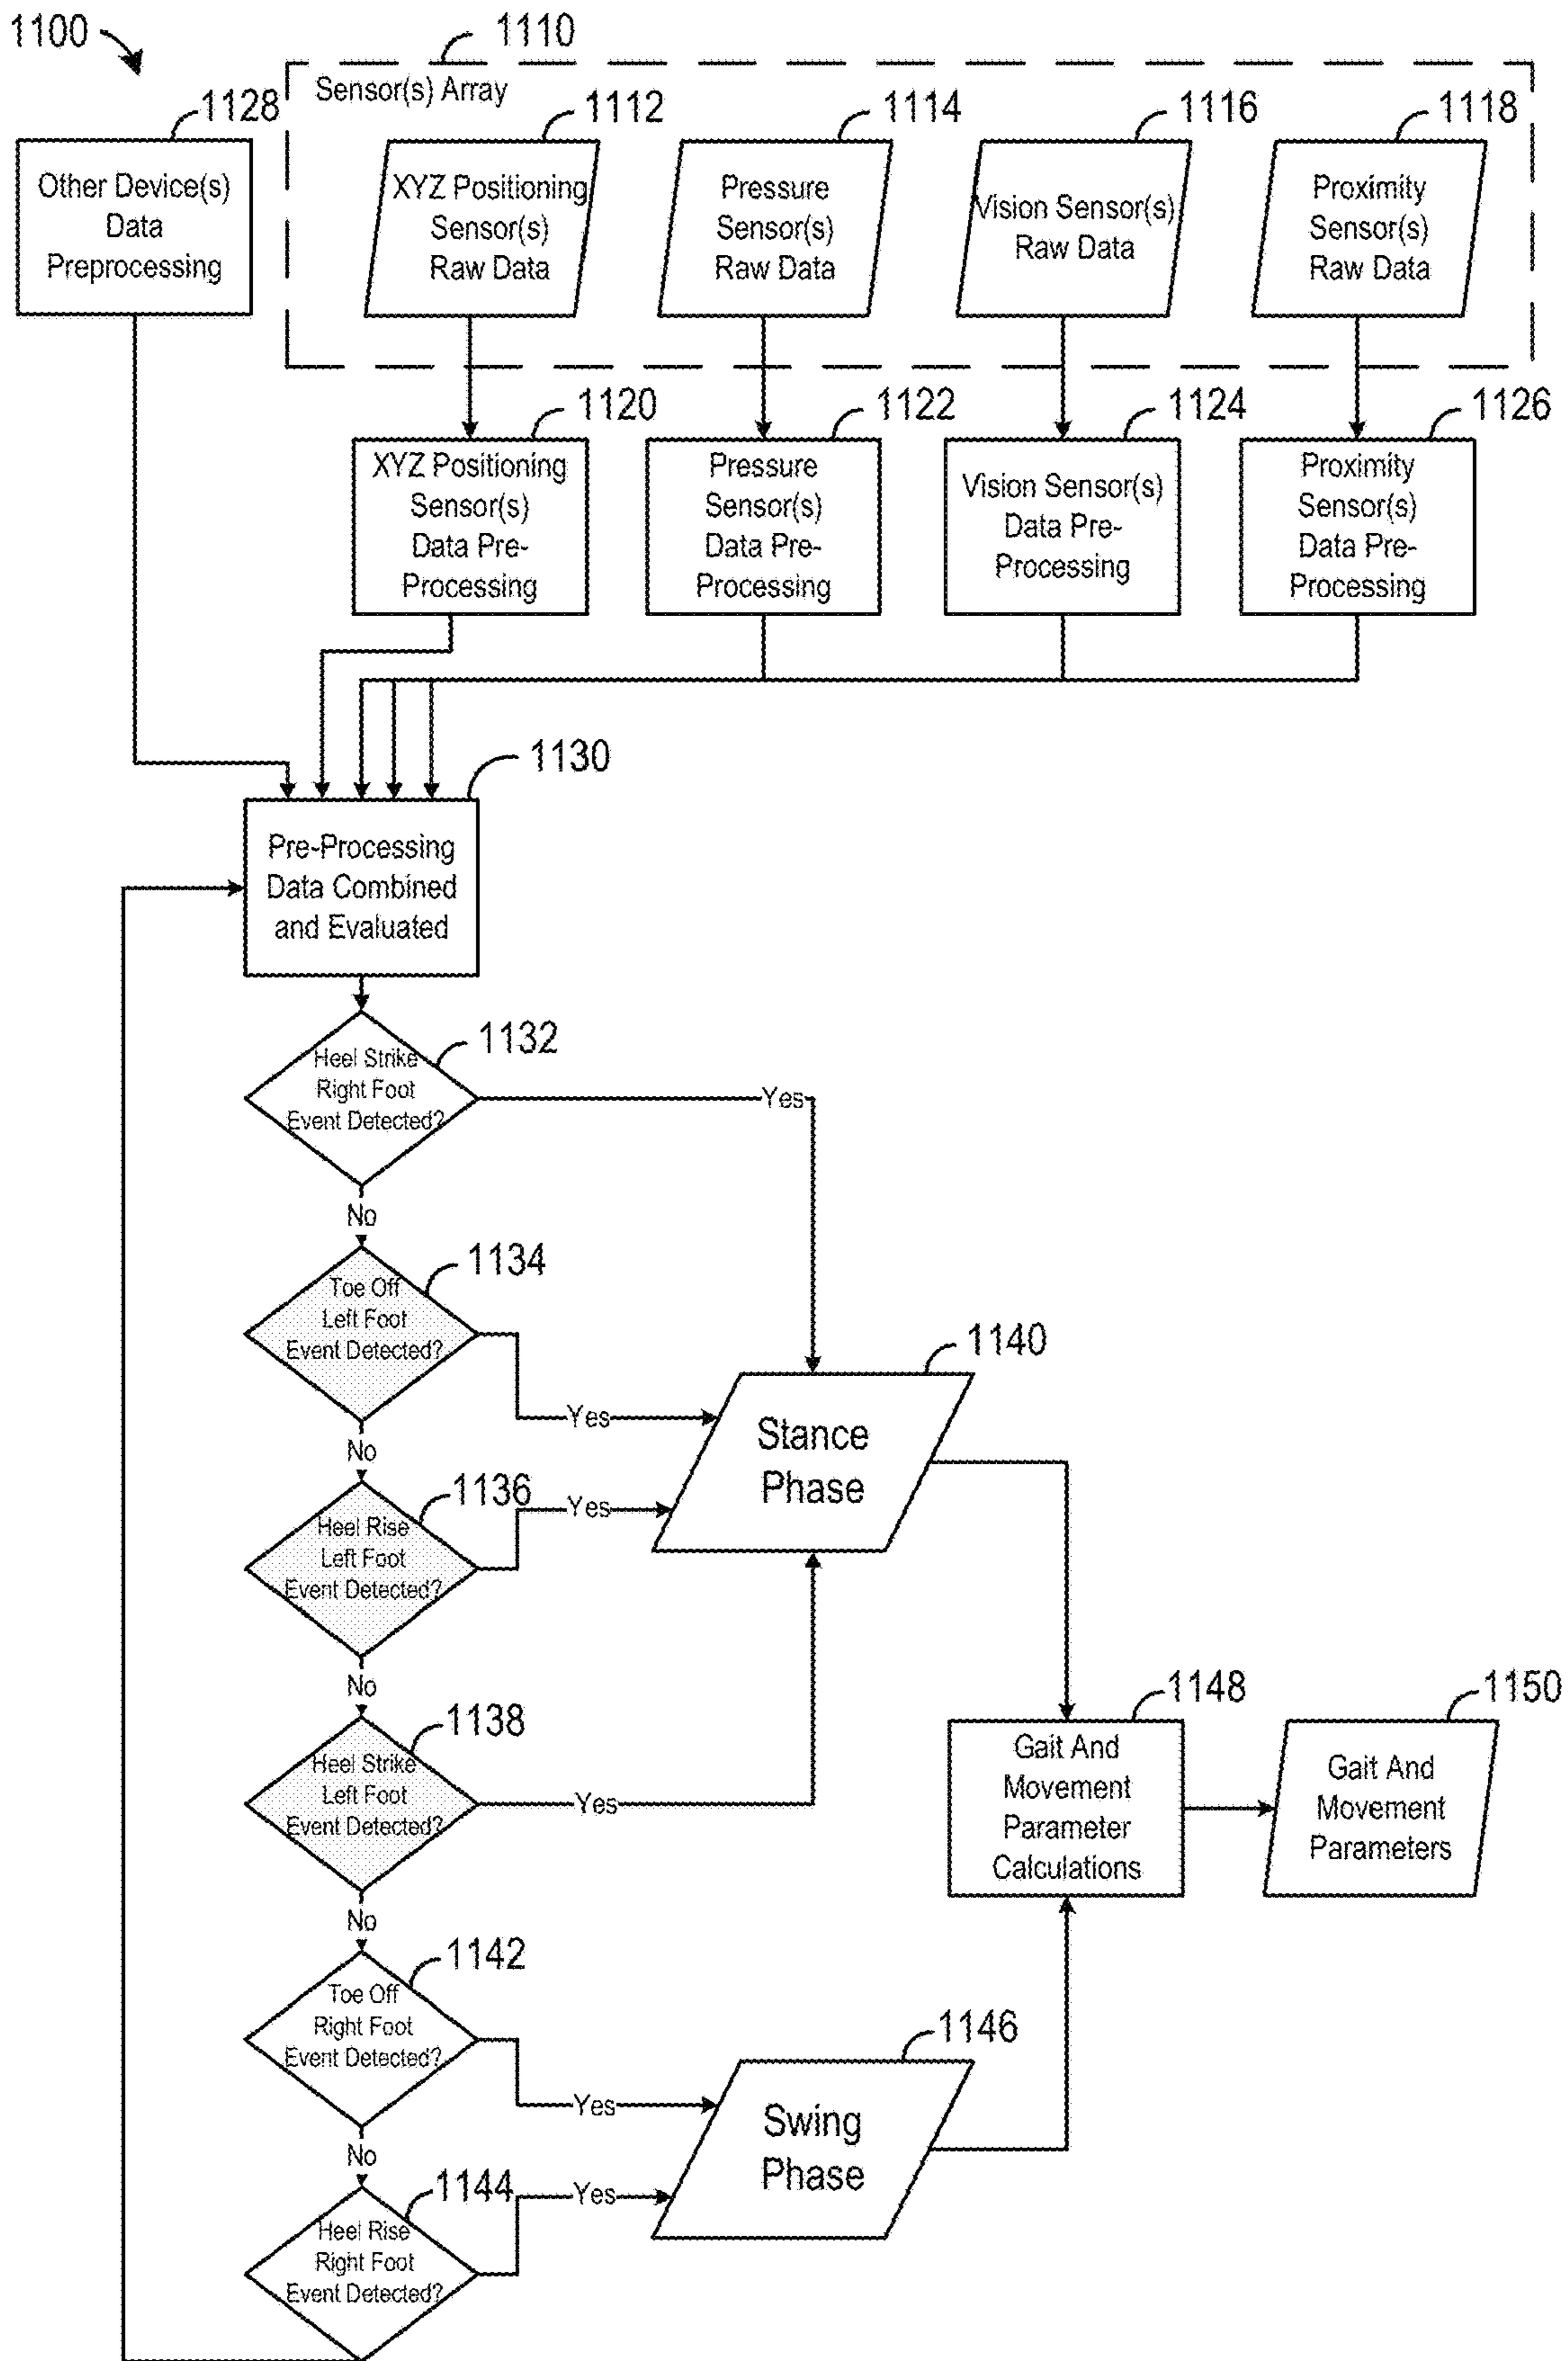 1100
1110
Sensor(s) Array
1128
1112
1114
1116
1118
Other Device(s)
Data
Preprocessing
XYZ Positioning
Sensor(s)
Raw Data
Pressure
Sensor(s)
Raw Data
Vision Sensor(s)
Raw Data
Proximity
Sensor(s)
Raw Data
1120
1122
1124
1126
XYZ Positioning
Sensor(s)
Data Pre-
Processing
Pressure
Sensor(s)
Data Pre-
Processing
Vision Sensor(s)
Data Pre-
Processing
Proximity
Sensor(s)
Data Pre-
Processing
1130
Pre-Processing
Data Combined
and Evaluated
1132
Heel Strike
Right Foot
Event Detected?
Yes
No
1134
Toe Off
Left Foot
Event Detected?
Yes
No
1140
Stance
Phase
1136
Heel Rise
Left Foot
Event Detected?
Yes
No
1138
Heel Strike
Left Foot
Event Detected?
Yes
No
1148
Gait And
Movement
Parameter
Calculations
1150
Gait And
Movement
Parameters
1142
Toe Off
Right Foot
Event Detected?
Yes
No
1146
Swing
Phase
1144
Heel Rise
Right Foot
Event Detected?
Yes